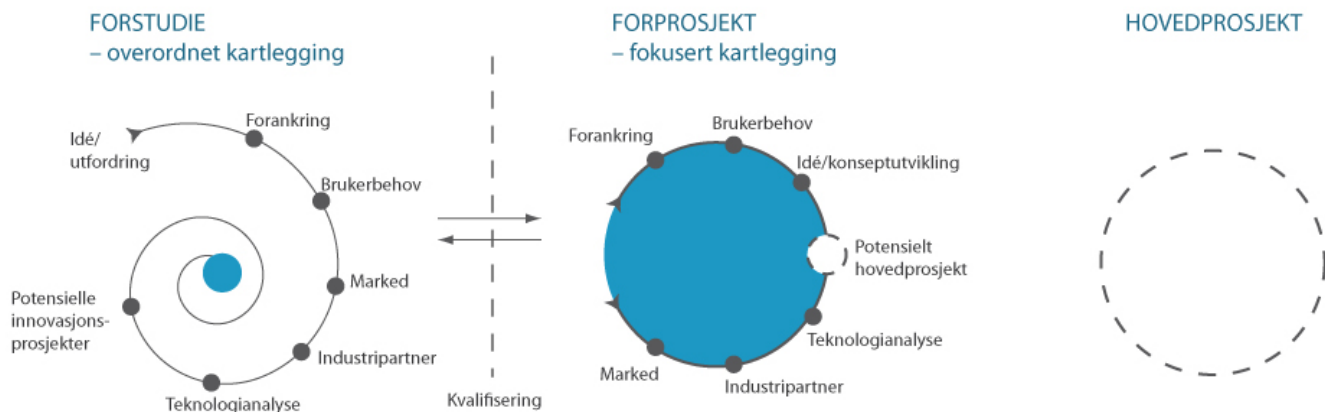 FORSTUDIE
– overordnet kartlegging
Idé/
utfordring
Forankring
Brukerbehov
Marked
Industripartner
Teknologianalyse
Potensielle
innovasjons-
prosjekter
Kvalifisering
FORPROSJEKT
– fokusert kartlegging
Forankring
Brukerbehov
Idé/konseptutvikling
Potensielt
hovedprosjekt
Teknologianalyse
Industripartner
Marked
HOVEDPROSJEKT